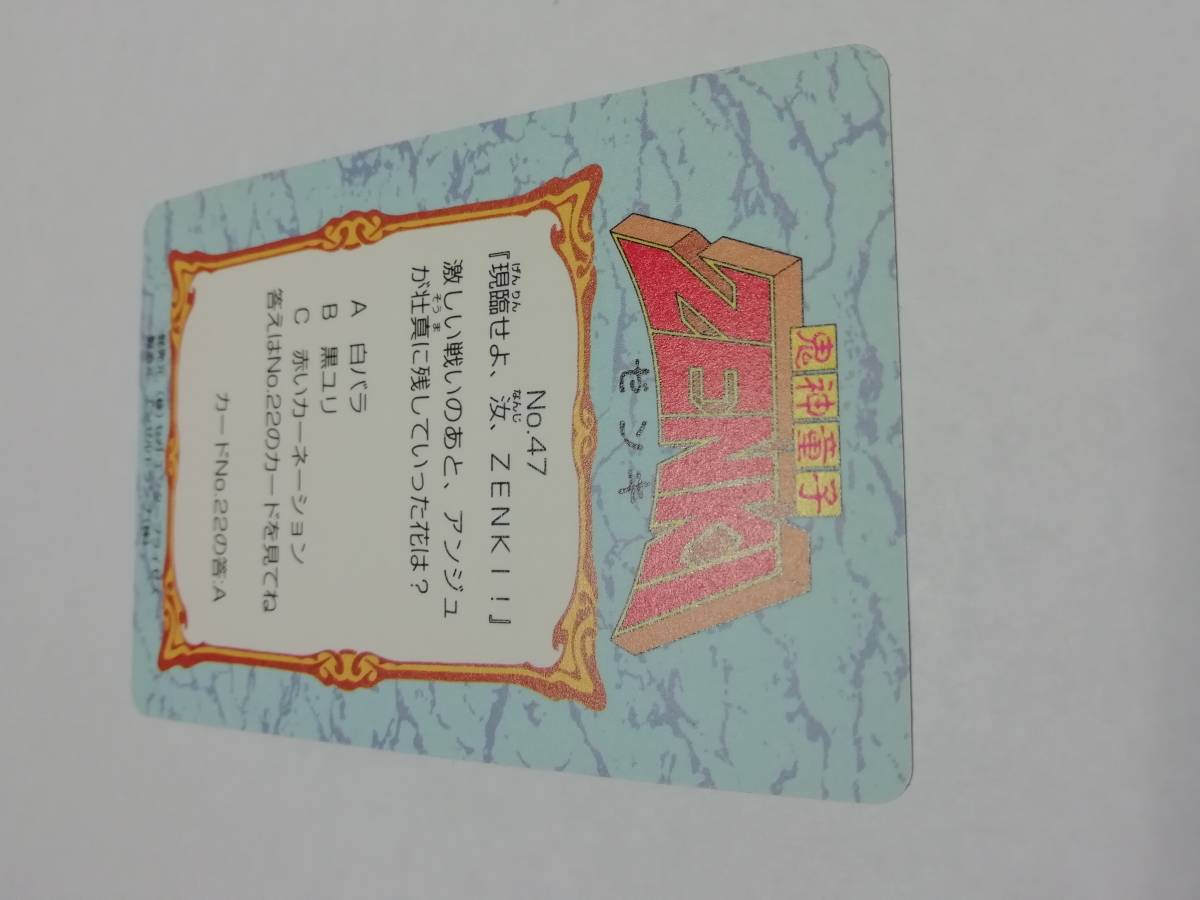 鬼神童子
ZENKI
ゼンキ
No.47
『現臨せよ、汝、ZENKI!』
激しい戦いのあと、アンジュ
が壮真に残していった花は?
A 白バラ
B 黒ユリ
C 赤いカーネーション
答えはNo.22のカードを見てね
カードNo.22の答:A